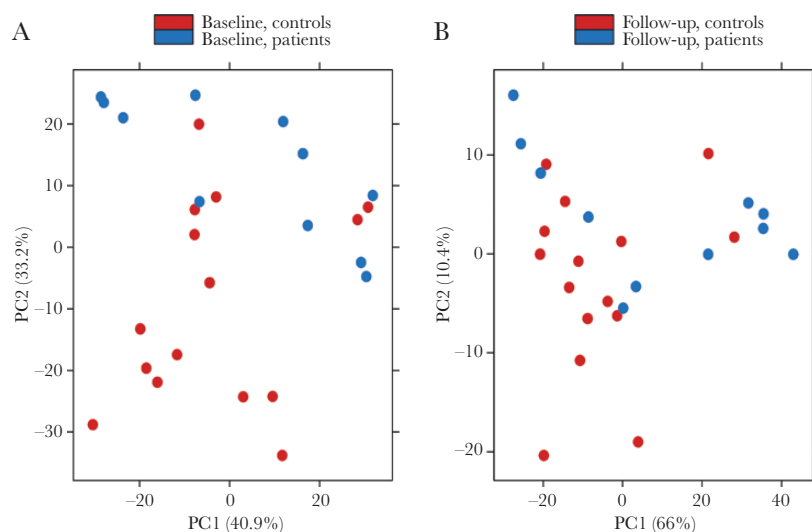 A
Baseline, controls
Baseline, patients
20
10
0
−10
−20
−30
PC2 (33.2%)
−20
0
20
PC1 (40.9%)
B
Follow-up, controls
Follow-up, patients
10
0
−10
−20
PC2 (10.4%)
−20
0
20
40
PC1 (66%)